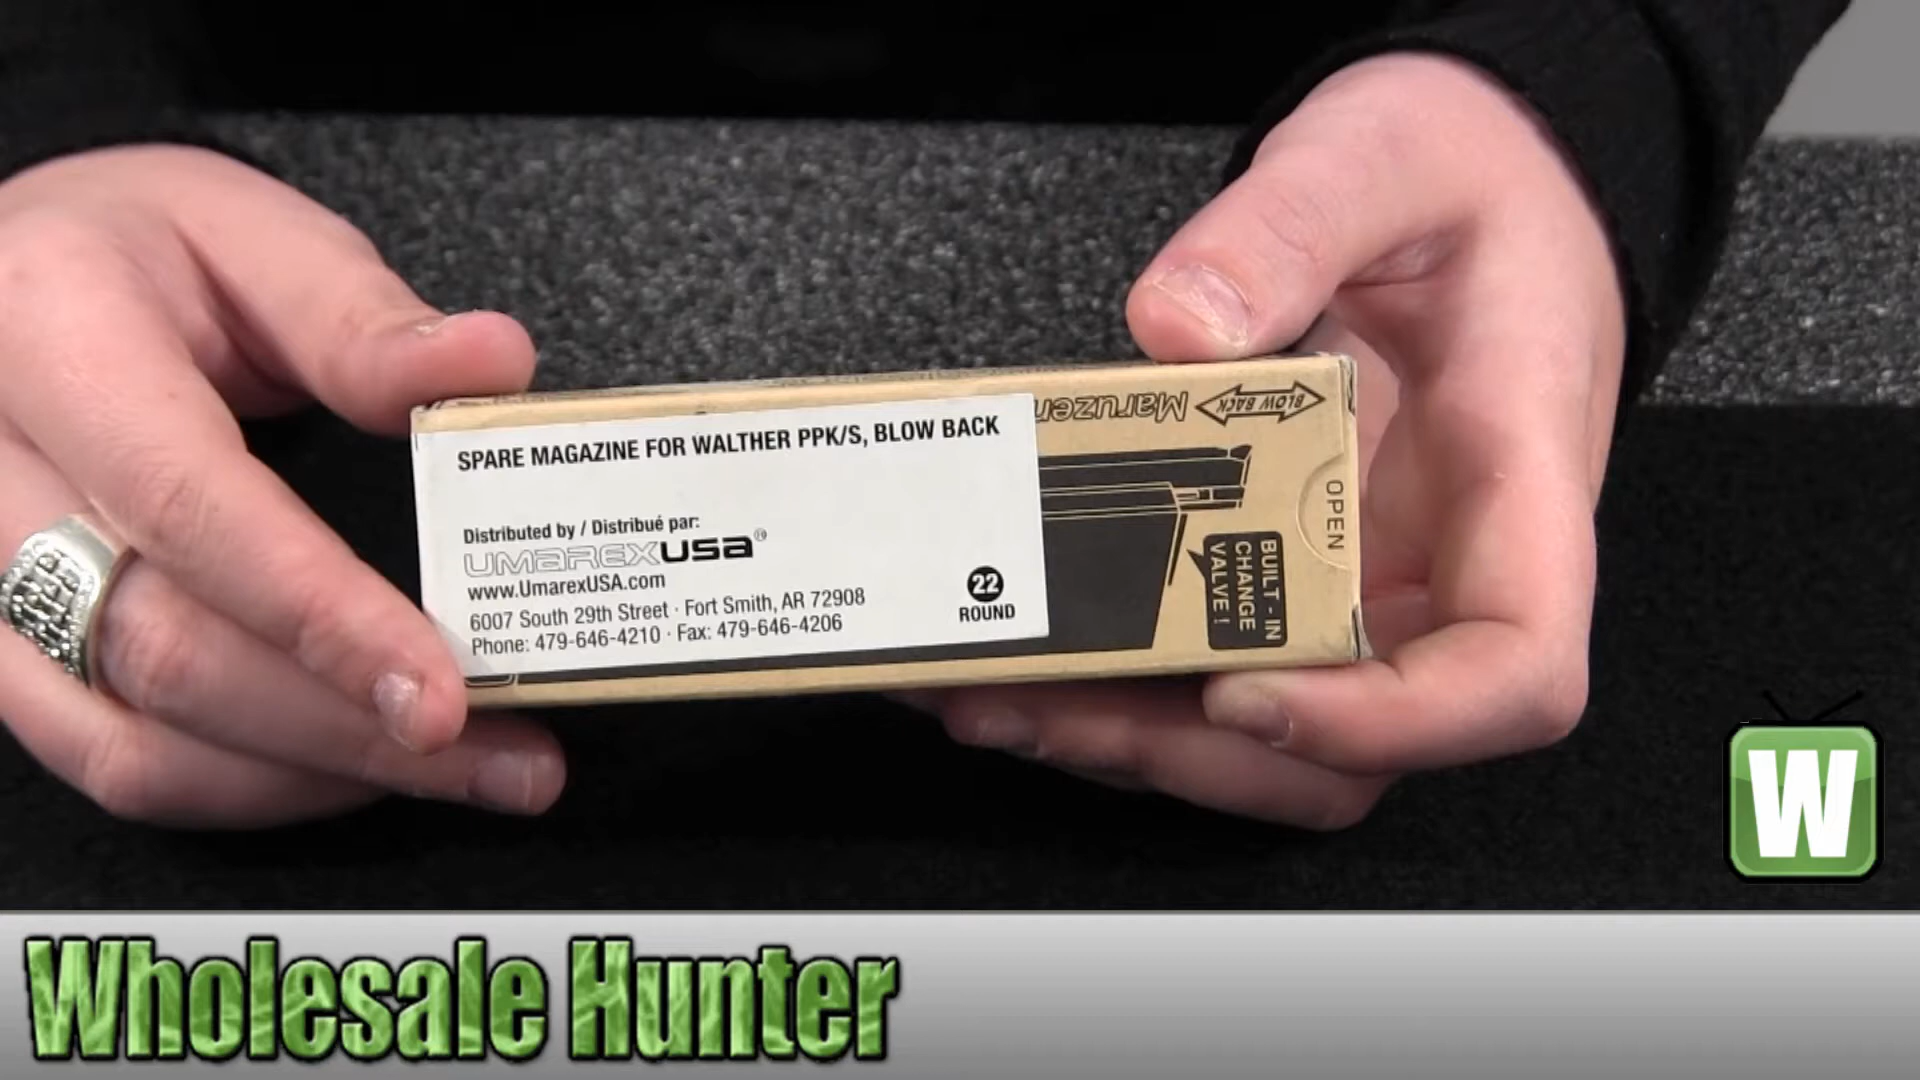 SPARE MAGAZINE FOR WALTHER PPK/S, BLOW BACK
Distributed by / Distribué par:
UMAREXUSA®
www.UmarexUSA.com
6007 South 29th Street · Fort Smith, AR 72908
Phone: 479-646-4210 · Fax: 479-646-4206
22
ROUND
Maruzen
BLOW BACK
OPEN
BUILT - IN
CHANGE
VALVE !
W
Wholesale Hunter